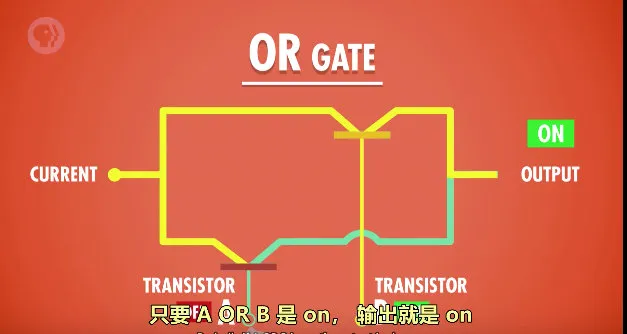 OR GATE
ON
CURRENT
OUTPUT
TRANSISTOR
TRANSISTOR
A
只要 A OR B 是 on， 输出就是 on